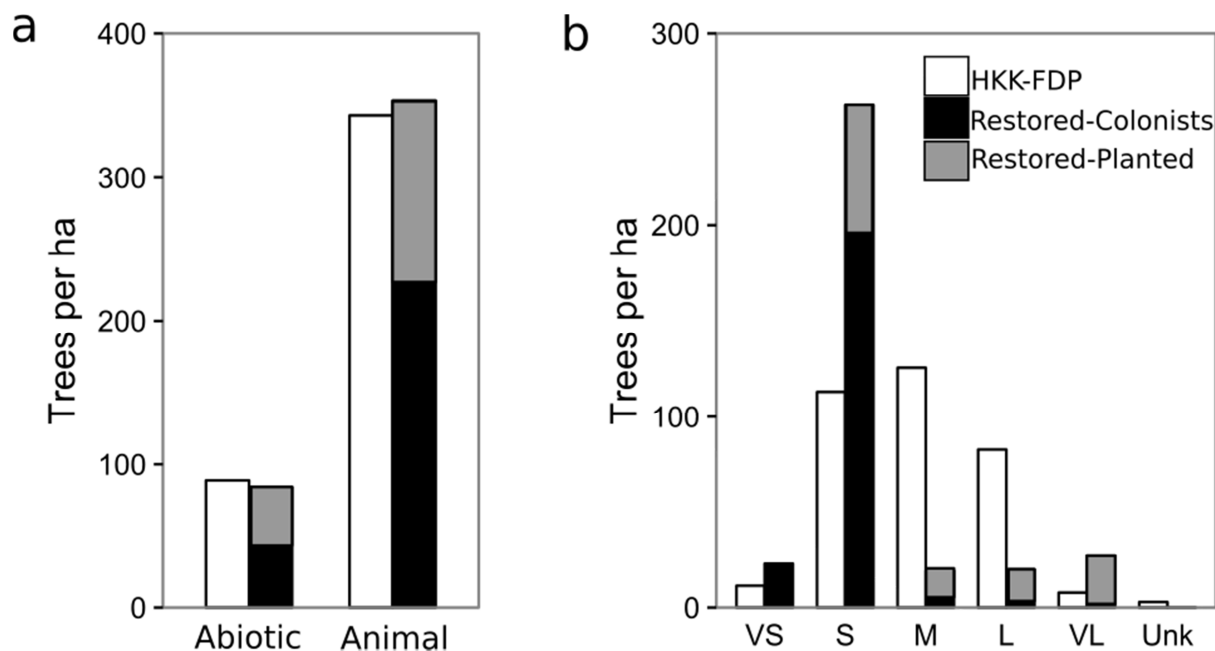 a
400
300
200
100
0
Trees per ha
Abiotic Animal
b
300
200
100
0
Trees per ha
HKK-FDP
Restored-Colonists
Restored-Planted
VS S M L VL Unk